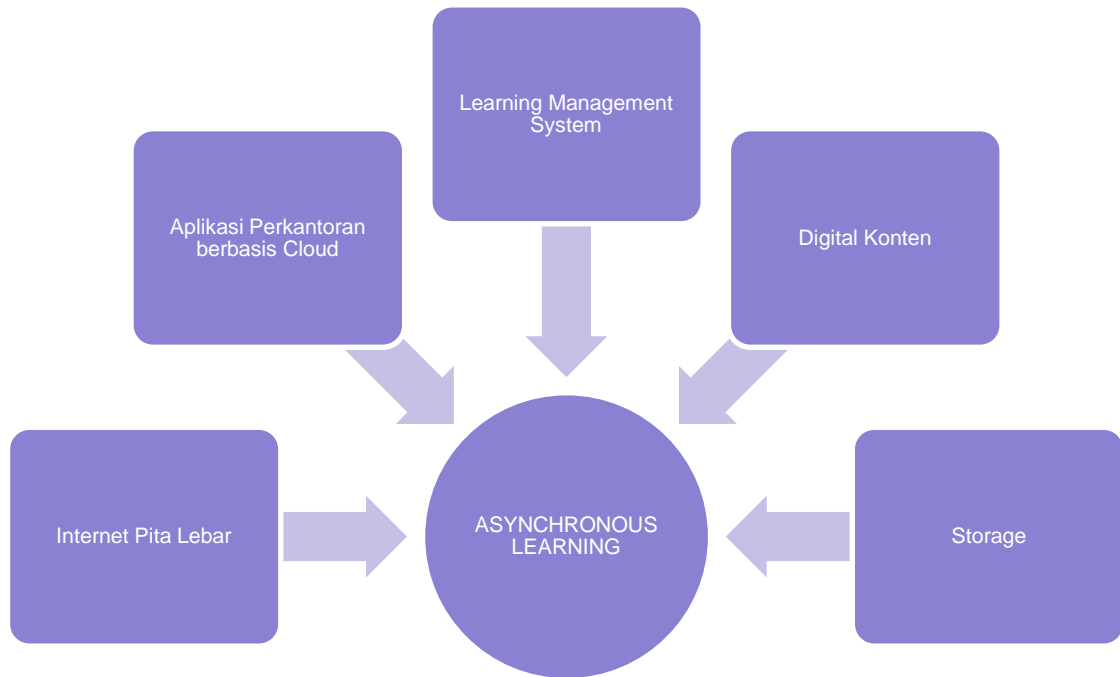 Learning Management
System
Aplikasi Perkantoran
berbasis Cloud
Digital Konten
Internet Pita Lebar
ASYNCHRONOUS
LEARNING
Storage